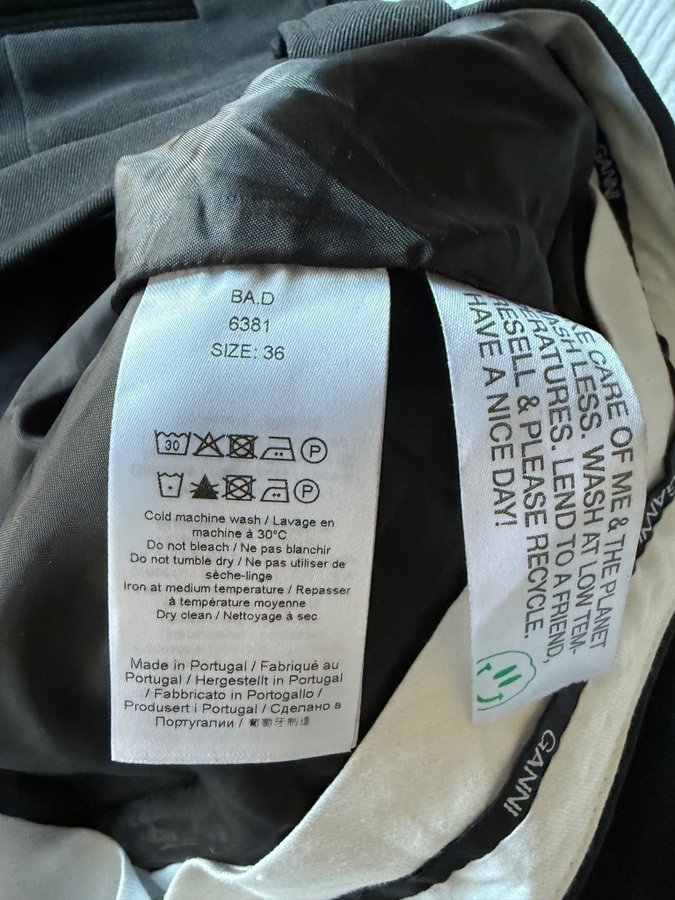 BA.D
6381
SIZE: 36
30 P
P
Cold machine wash / Lavage en
machine à 30°C
Do not bleach / Ne pas blanchir
Do not tumble dry / Ne pas utiliser de
sèche-linge
Iron at medium temperature / Repasser
à température moyenne
Dry clean / Nettoyage à sec
Made in Portugal / Fabriqué au
Portugal / Hergestellt in Portugal
/ Fabbricato in Portogallo /
Produsert i Portugal / Сделано в
Португалии / 葡萄牙制造
CARE OF ME & THE PLANET
WASH LESS. WASH AT LOW TEM-
PERATURES. LEND TO A FRIEND,
RESELL & PLEASE RECYCLE.
HAVE A NICE DAY!
GANNI
GANNI
GANNI